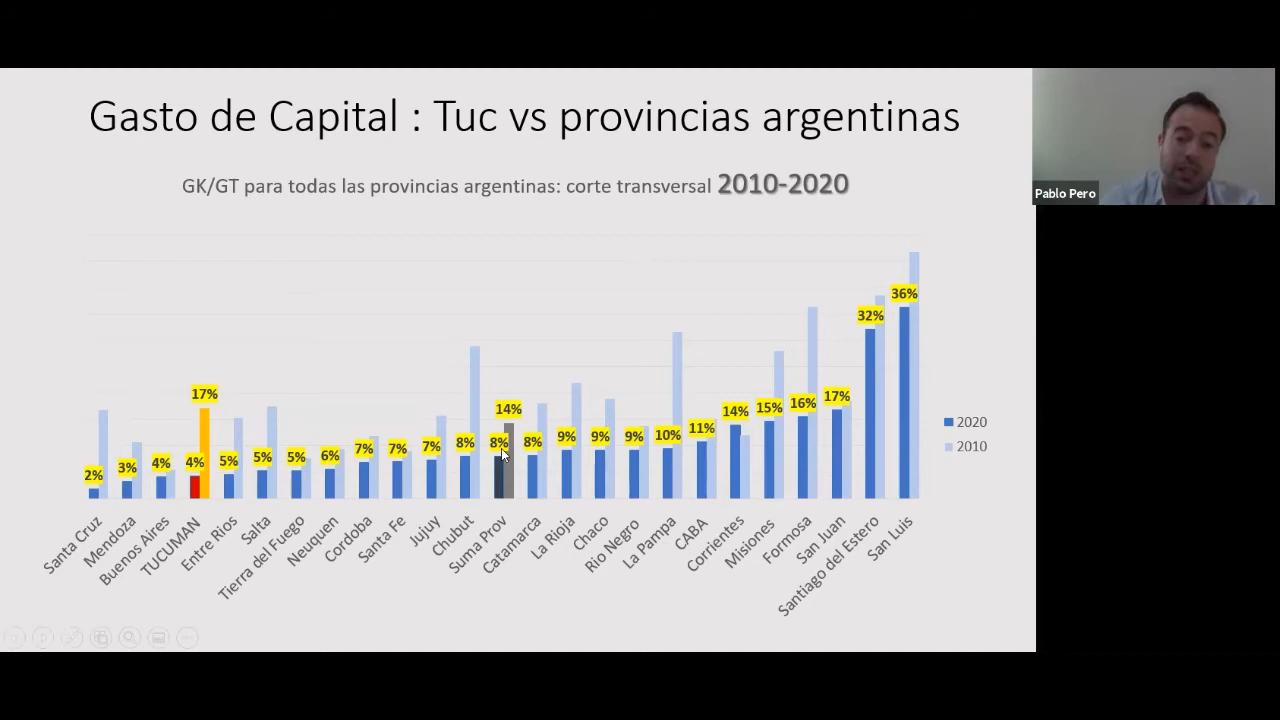 Gasto de Capital : Tuc vs provincias argentinas
GK/GT para todas las provincias argentinas: corte transversal 2010-2020
Pablo Pero
2%
3%
4%
4%
17%
5%
5%
5%
6%
7%
7%
7%
8%
8%
14%
8%
9%
9%
9%
10%
11%
14%
15%
16%
17%
32%
36%
2020
2010
Santa Cruz
Mendoza
Buenos Aires
TUCUMAN
Entre Rios
Salta
Tierra del Fuego
Neuquen
Cordoba
Santa Fe
Jujuy
Chubut
Suma Prov
Catamarca
La Rioja
Chaco
Rio Negro
La Pampa
CABA
Corrientes
Misiones
Formosa
San Juan
Santiago del Estero
San Luis